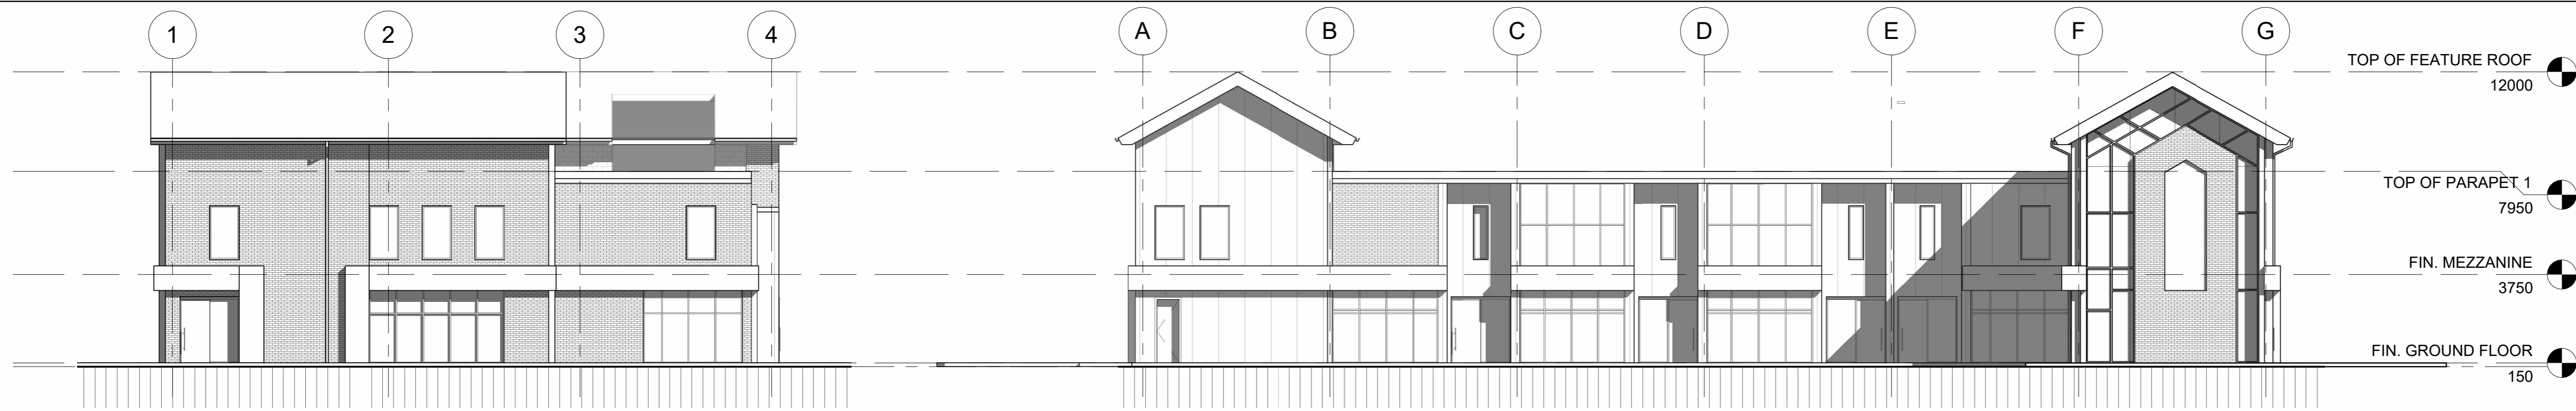 1
2
3
4
A
B
C
D
E
F
G
TOP OF FEATURE ROOF
12000
TOP OF PARAPET 1
7950
FIN. MEZZANINE
3750
FIN. GROUND FLOOR
150